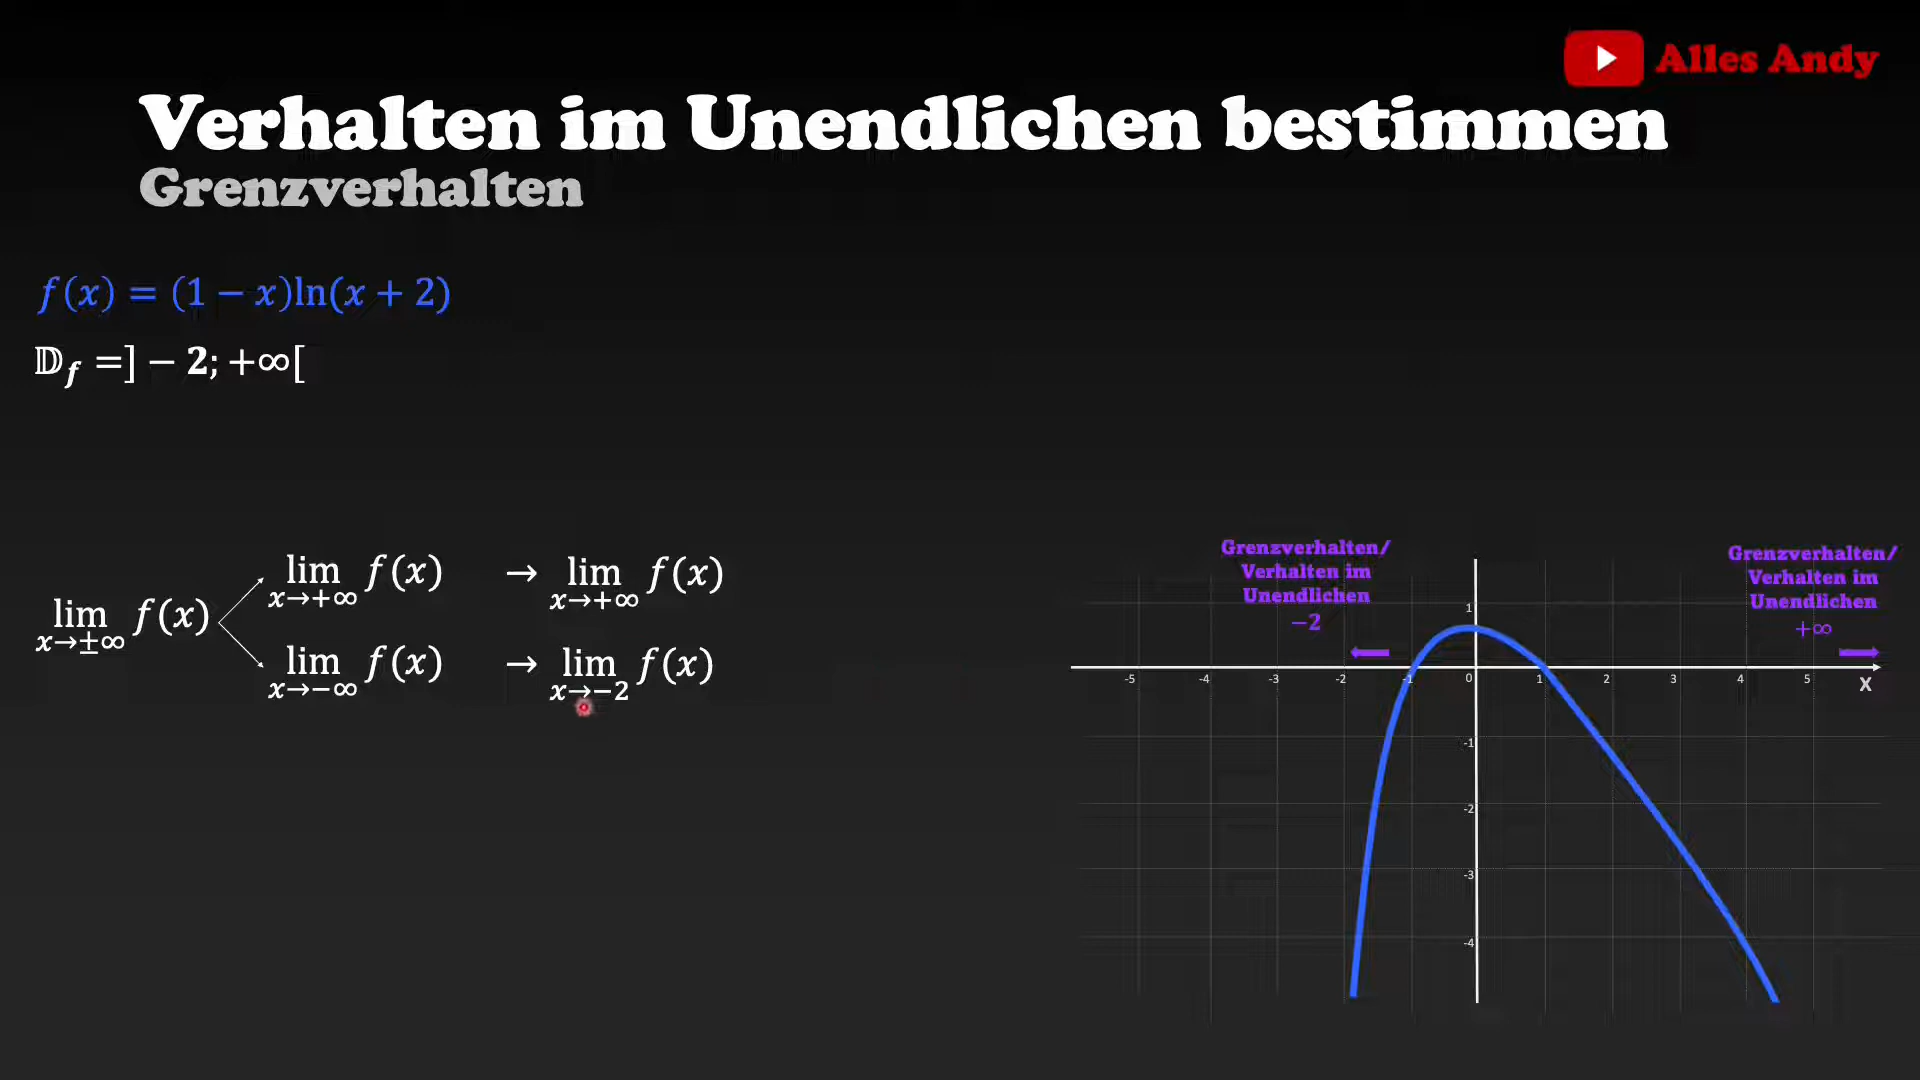 Alles Andy
Verhalten im Unendlichen bestimmen
Grenzverhalten
f(x) = (1 − x)ln(x + 2)
𝔻f =] − 2; +∞[
lim x→±∞ f(x)
lim x→+∞ f(x) → lim x→+∞ f(x)
lim x→−∞ f(x) → lim x→−2 f(x)
Grenzverhalten/
Verhalten im
Unendlichen
−2
Grenzverhalten/
Verhalten im
Unendlichen
+∞
1
-5 -4 -3 -2 -1 0 1 2 3 4 5
X
-1
-2
-3
-4